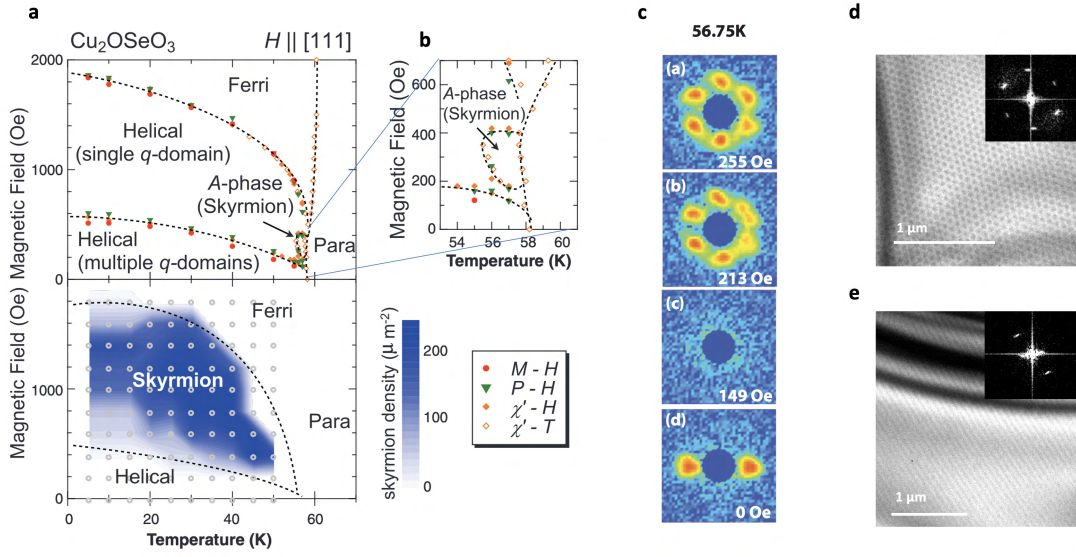 a
Cu₂OSeO₃
H || [111]
2000
1000
0
Magnetic Field (Oe)
Ferri
Helical
(single q-domain)
A-phase
(Skyrmion)
Helical
(multiple q-domains)
Para
1000
0
Magnetic Field (Oe)
Ferri
Skyrmion
Para
Helical
0
20
40
60
Temperature (K)
b
600
400
200
0
Magnetic Field (Oe)
A-phase
(Skyrmion)
54
56
58
60
Temperature (K)
200
100
0
skyrmion density (μ m⁻²)
M - H
P - H
χ' - H
χ' - T
c
56.75K
(a)
255 Oe
(b)
213 Oe
(c)
149 Oe
(d)
0 Oe
d
1 μm
e
1 μm